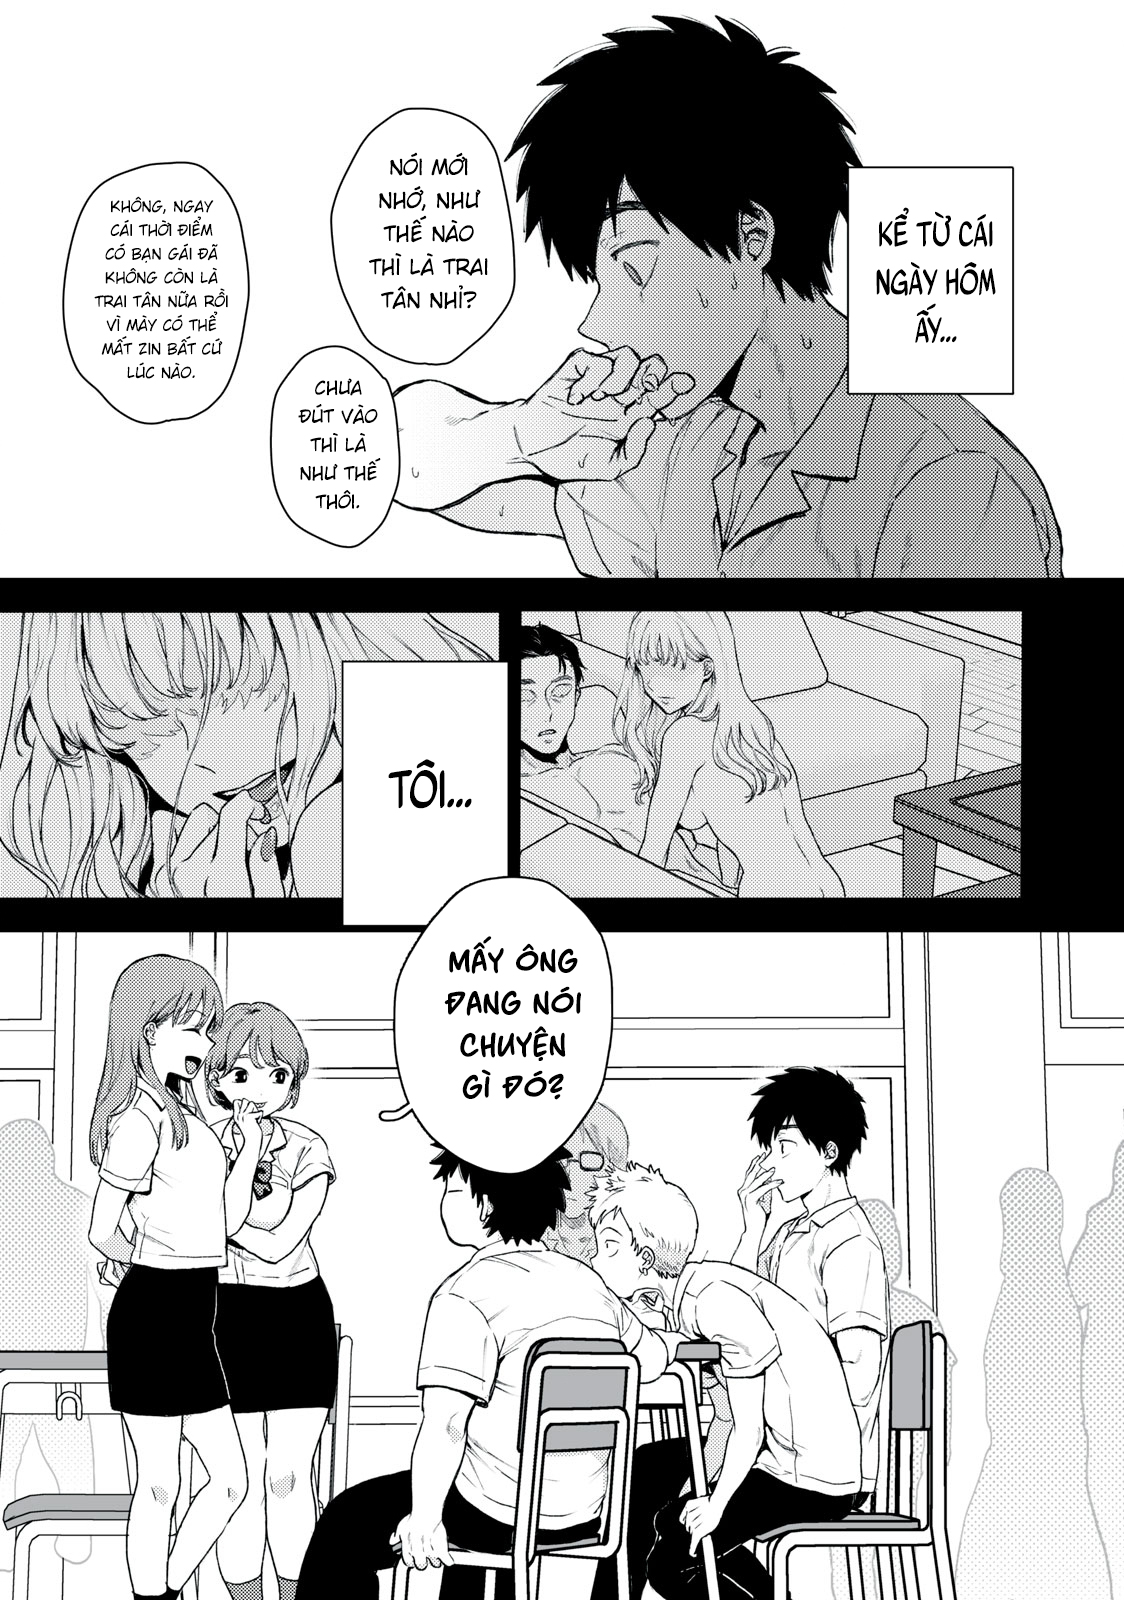 KỂ TỪ CÁI
NGÀY HÔM
ẤY...
NÓI MỚI
NHỚ, NHƯ
THẾ NÀO
THÌ LÀ TRAI
TÂN NHỈ?
KHÔNG, NGAY
CÁI THỜI ĐIỂM
CÓ BẠN GÁI ĐÃ
KHÔNG CÒN LÀ
TRAI TÂN NỮA RỒI
VÌ MÀY CÓ THỂ
MẤT ZIN BẤT CỨ
LÚC NÀO.
CHƯA
ĐÚT VÀO
THÌ LÀ
NHƯ THẾ
THÔI.
TÔI...
MẤY ÔNG
ĐANG NÓI
CHUYỆN
GÌ ĐÓ?